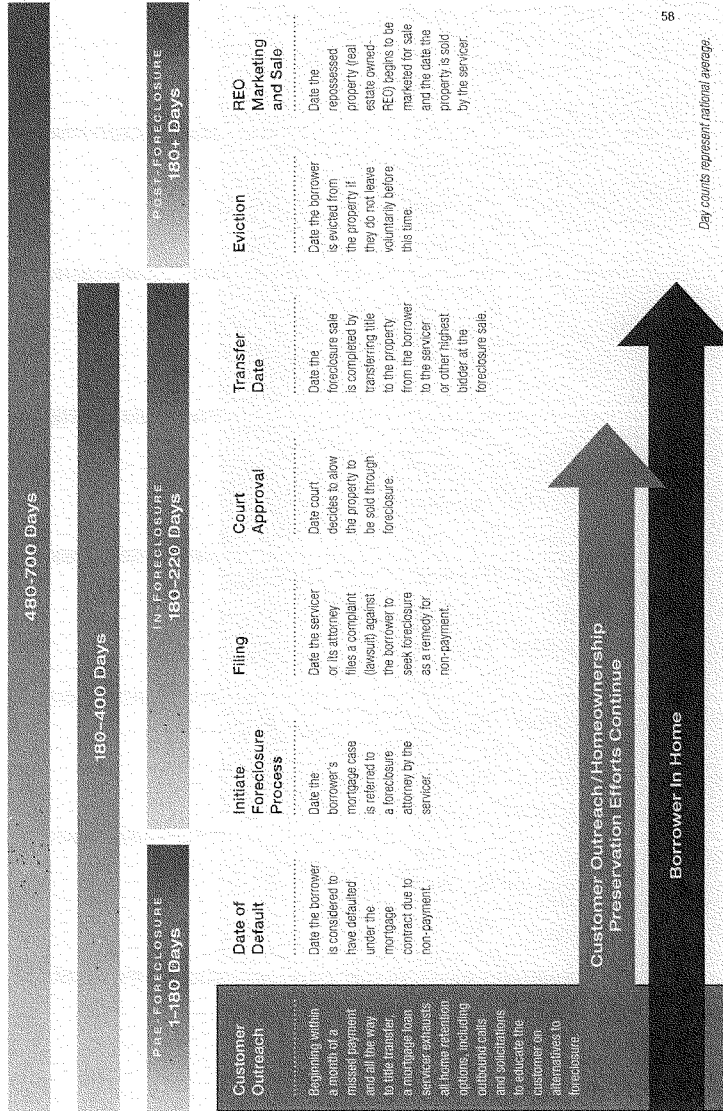 58
480-700 Days
180-400 Days
PRE-FORECLOSURE
1-180 Days
IN-FORECLOSURE
180-220 Days
POST-FORECLOSURE
180+ Days
Customer
Outreach
Beginning within
a month of a
missed payment
and all the way
to title transfer,
a mortgage loan
servicer exhausts
all home retention
options, including
outbound calls
and solicitations
to educate the
customer on
alternatives to
foreclosure.
Date of
Default
Date the borrower
is considered to
have defaulted
under the
mortgage
contract due to
non-payment.
Initiate
Foreclosure
Process
Date the
borrower's
mortgage case
is referred to
a foreclosure
attorney by the
servicer.
Filing
Date the servicer
or its attorney
files a complaint
(lawsuit) against
the borrower to
seek foreclosure
as a remedy for
non-payment.
Court
Approval
Date court
decides to alow
the property to
be sold through
foreclosure.
Transfer
Date
Date the
foreclosure sale
is completed by
transferring title
to the property
from the borrower
to the servicer
or other highest
bidder at the
foreclosure sale.
Eviction
Date the borrower
is evicted from
the property if
they do not leave
voluntarily before
this time.
REO
Marketing
and Sale
Date the
repossessed
property (real
estate owned-
REO) begins to be
marketed for sale
and the date the
property is sold
by the servicer.
Customer Outreach/Homeownership
Preservation Efforts Continue
Borrower In Home
Day counts represent national average.